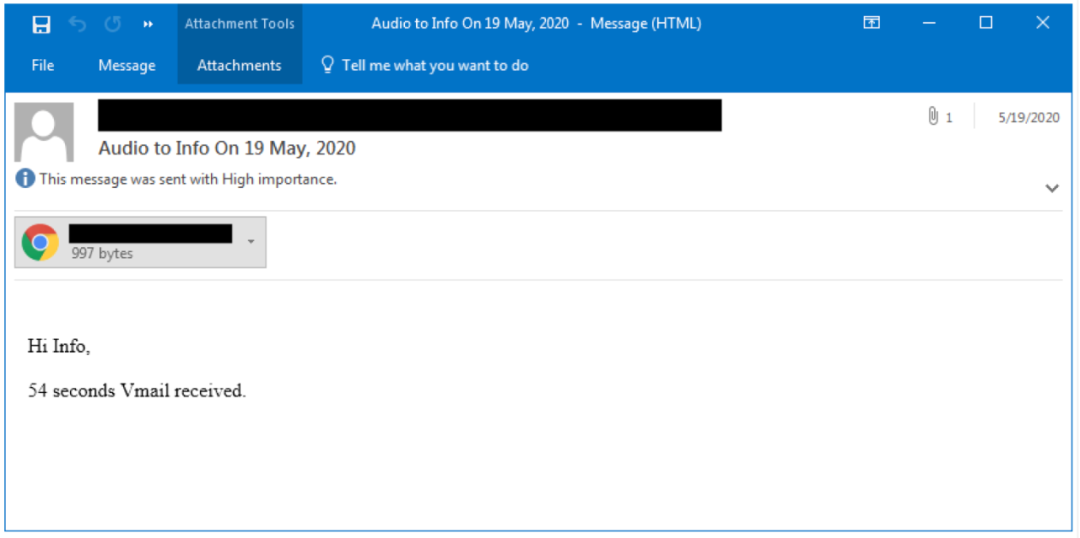 Attachment Tools Audio to Info On 19 May, 2020 - Message (HTML)
File Message Attachments Tell me what you want to do
1 5/19/2020
Audio to Info On 19 May, 2020
This message was sent with High importance.
997 bytes
Hi Info,
54 seconds Vmail received.